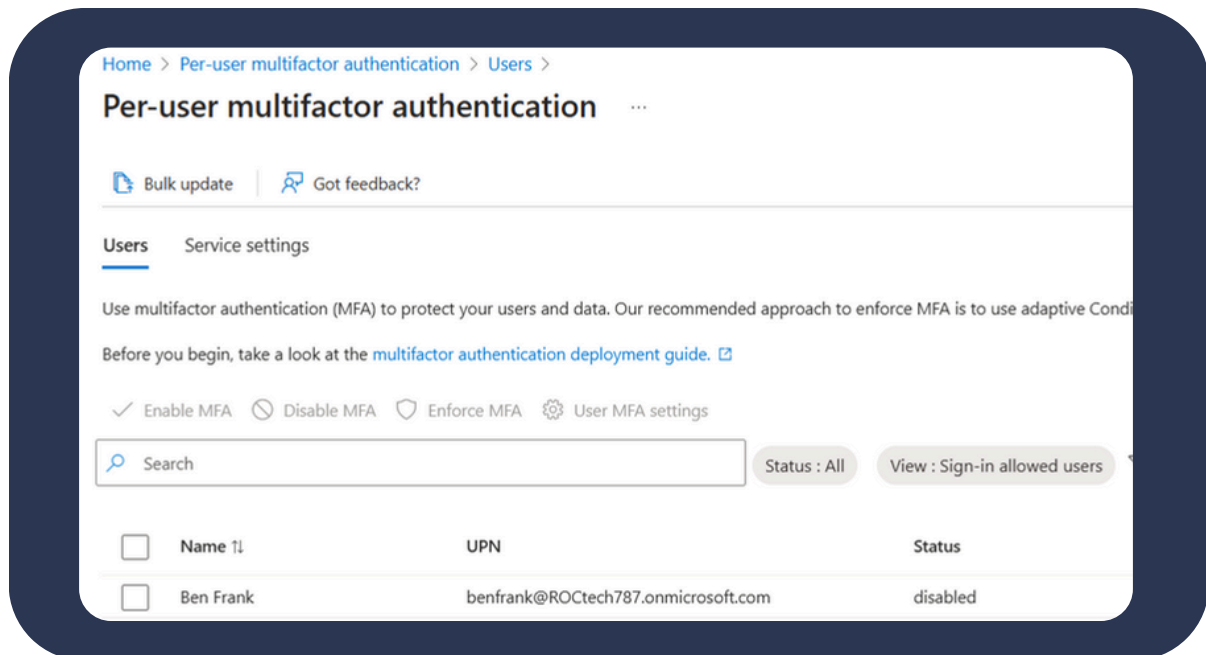 Home > Per-user multifactor authentication > Users >
Per-user multifactor authentication ...
Bulk update | Got feedback?
Users Service settings
Use multifactor authentication (MFA) to protect your users and data. Our recommended approach to enforce MFA is to use adaptive Condi
Before you begin, take a look at the multifactor authentication deployment guide.
Enable MFA Disable MFA Enforce MFA User MFA settings
Search Status : All View : Sign-in allowed users
Name ↑↓ UPN Status
Ben Frank benfrank@ROCtech787.onmicrosoft.com disabled